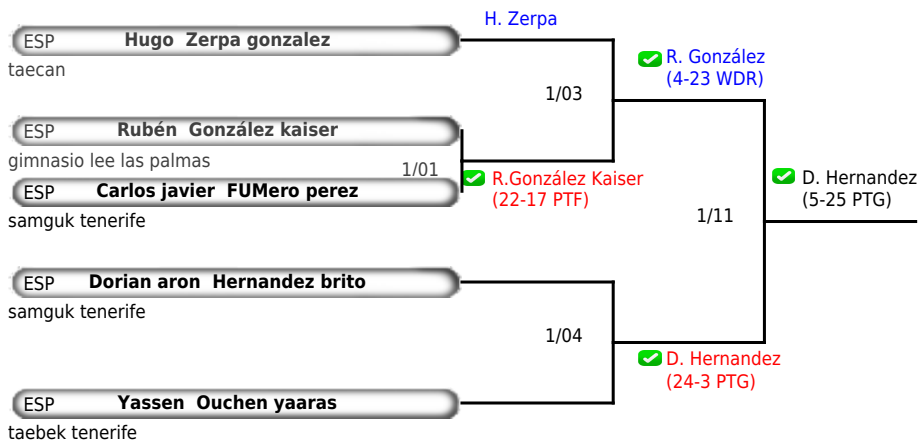 H. Zerpa
ESP Hugo Zerpa gonzalez
taecan
R. González
(4-23 WDR)
1/03
ESP Rubén González kaiser
gimnasio lee las palmas
1/01
R.González Kaiser
(22-17 PTF)
ESP Carlos javier FUMero perez
samguk tenerife
D. Hernandez
(5-25 PTG)
1/11
ESP Dorian aron Hernandez brito
samguk tenerife
1/04
D. Hernandez
(24-3 PTG)
ESP Yassen Ouchen yaaras
taebek tenerife